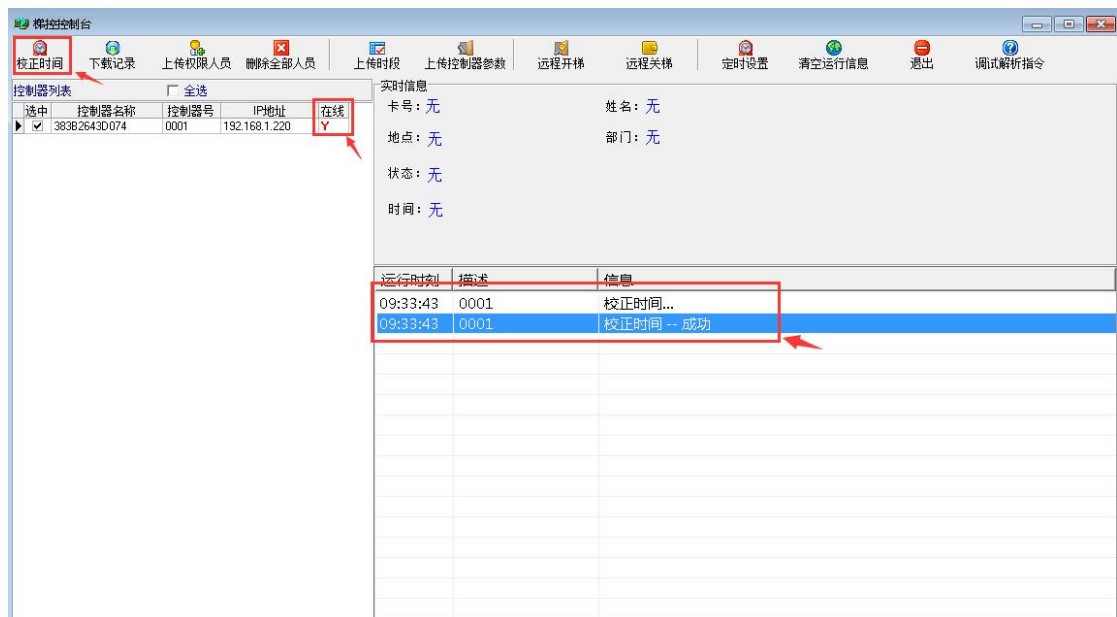 梯控控制台
校正时间 下载记录 上传权限人员 删除全部人员 上传时段 上传控制器参数 远程开梯 远程关梯 定时设置 清空运行信息 退出 调试解析指令
控制器列表 全选
选中 控制器名称 控制器号 IP地址 在线
383B2643D074 0001 192.168.1.220 Y
实时信息
卡号：无 姓名：无
地点：无 部门：无
状态：无
时间：无
运行时刻 描述 信息
09:33:43 0001 校正时间...
09:33:43 0001 校正时间 -- 成功